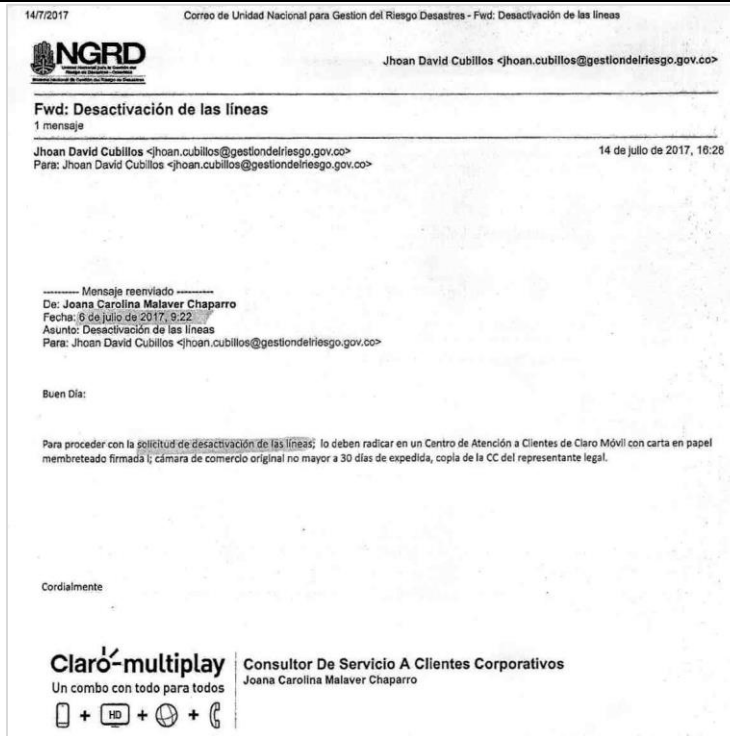 14/7/2017 Correo de Unidad Nacional para Gestion del Riesgo Desastres - Fwd: Desactivación de las líneas
NGRD
Jhoan David Cubillos <jhoan.cubillos@gestiondelriesgo.gov.co>
Fwd: Desactivación de las líneas
1 mensaje
Jhoan David Cubillos <jhoan.cubillos@gestiondelriesgo.gov.co> 14 de julio de 2017, 16:28
Para: Jhoan David Cubillos <jhoan.cubillos@gestiondelriesgo.gov.co>
---------- Mensaje reenviado ----------
De: Joana Carolina Malaver Chaparro
Fecha: 6 de julio de 2017, 9:22
Asunto: Desactivación de las líneas
Para: Jhoan David Cubillos <jhoan.cubillos@gestiondelriesgo.gov.co>
Buen Día:
Para proceder con la solicitud de desactivación de las líneas; lo deben radicar en un Centro de Atención a Clientes de Claro Móvil con carta en papel
membreteado firmada i; cámara de comercio original no mayor a 30 días de expedida, copia de la CC del representante legal.
Cordialmente
Claro-multiplay
Un combo con todo para todos
+ HD + +
Consultor De Servicio A Clientes Corporativos
Joana Carolina Malaver Chaparro